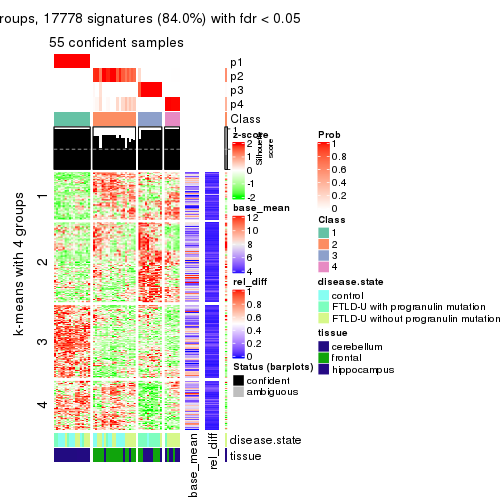 roups, 17778 signatures (84.0%) with fdr < 0.05
55 confident samples
p1
p2
p3
p4
Class
1
Silhouette
score
k-means with 4 groups
1
2
3
4
base_mean
rel_diff
disease.state
tissue
z-score
2
1
0
-1
-2
base_mean
12
10
8
6
4
rel_diff
1
0.8
0.6
0.4
0.2
0
Status (barplots)
confident
ambiguous
Prob
1
0.8
0.6
0.4
0.2
0
Class
1
2
3
4
disease.state
control
FTLD-U with progranulin mutation
FTLD-U without progranulin mutation
tissue
cerebellum
frontal
hippocampus